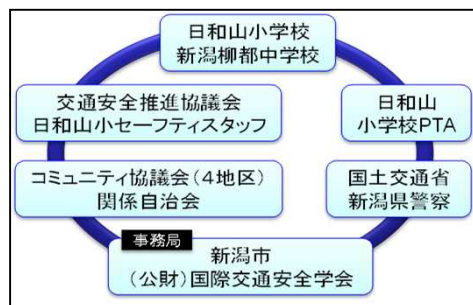 日和山小学校
新潟柳都中学校
交通安全推進協議会
日和山小セーフティスタッフ
日和山
小学校PTA
コミュニティ協議会(4地区)
関係自治会
国土交通省
新潟県警察
事務局
新潟市
(公財)国際交通安全学会